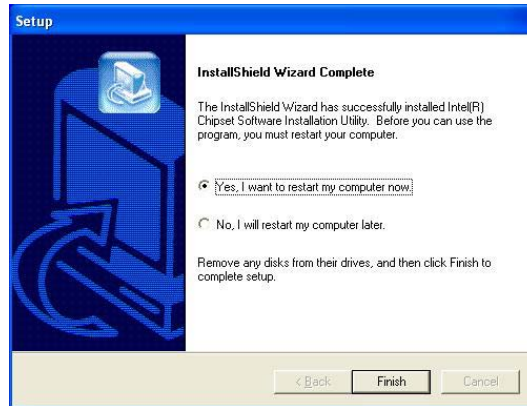 Setup
InstallShield Wizard Complete
The InstallShield Wizard has successfully installed Intel(R)
Chipset Software Installation Utility. Before you can use the
program, you must restart your computer.
Yes, I want to restart my computer now.
No, I will restart my computer later.
Remove any disks from their drives, and then click Finish to
complete setup.
< Back
Finish
Cancel